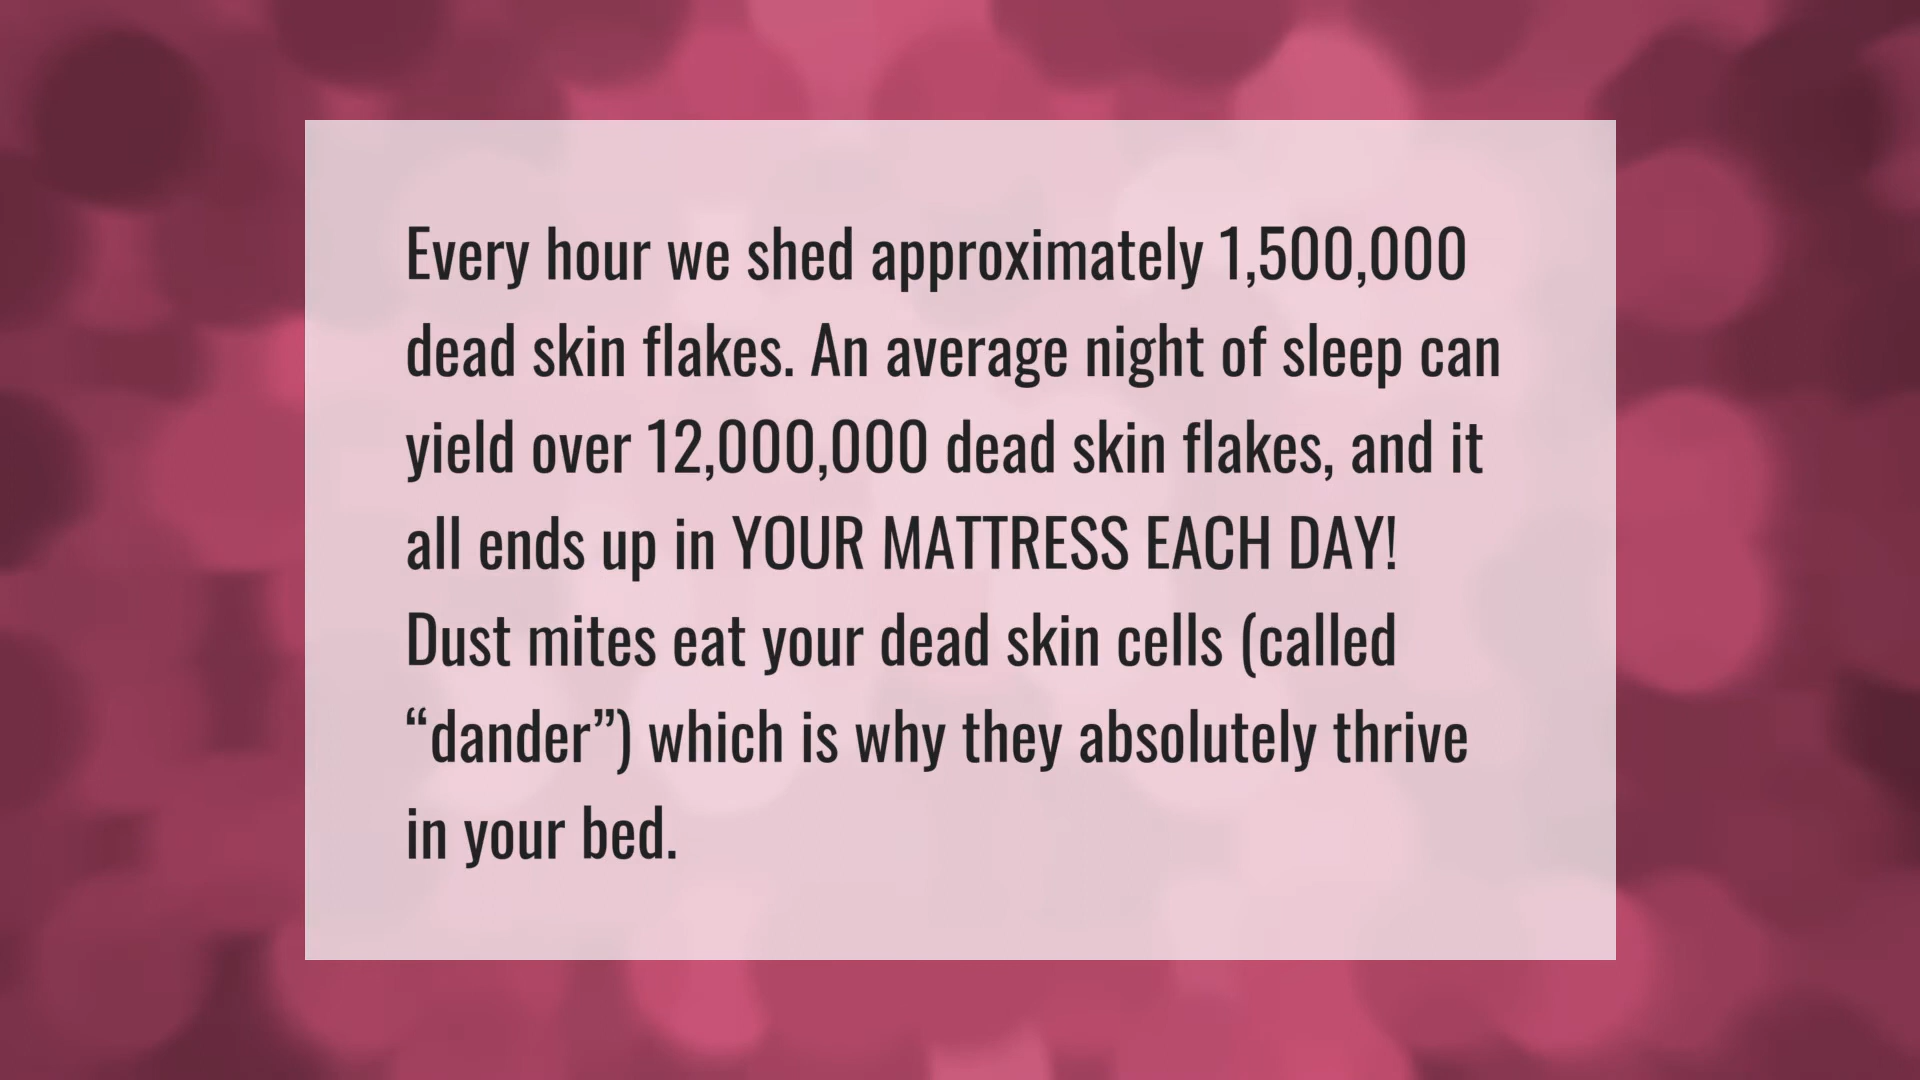 Every hour we shed approximately 1,500,000
dead skin flakes. An average night of sleep can
yield over 12,000,000 dead skin flakes, and it
all ends up in YOUR MATTRESS EACH DAY!
Dust mites eat your dead skin cells (called
“dander”) which is why they absolutely thrive
in your bed.